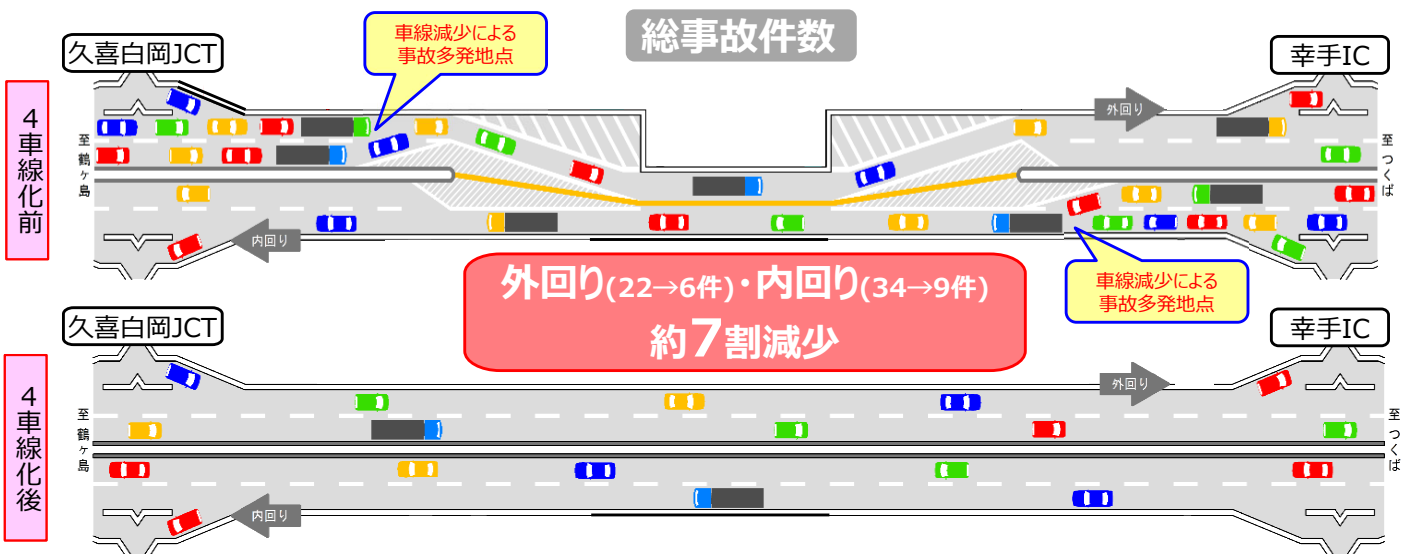 総事故件数
久喜白岡JCT
車線減少による
事故多発地点
幸手IC
4車線化前
至鶴ヶ島
外回り
至つくば
内回り
車線減少による
事故多発地点
外回り(22→6件)・内回り(34→9件)
約7割減少
久喜白岡JCT
幸手IC
4車線化後
至鶴ヶ島
外回り
至つくば
内回り